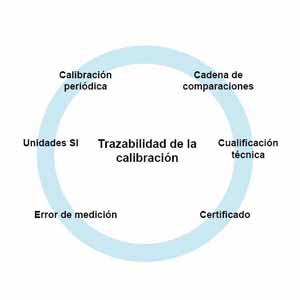 Calibración
periódica
Cadena de
comparaciones
Unidades SI
Trazabilidad de la
calibración
Cualificación
técnica
Error de medición
Certificado